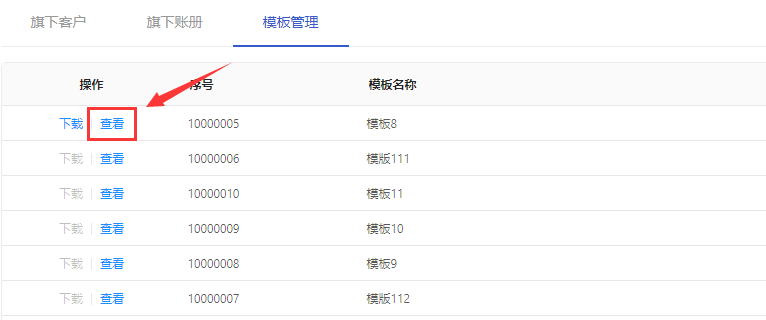 旗下客户 旗下账册 模板管理
操作 序号 模板名称
下载 查看 10000005 模板8
下载 查看 10000006 模版111
下载 查看 10000010 模板11
下载 查看 10000009 模板10
下载 查看 10000008 模板9
下载 查看 10000007 模版112